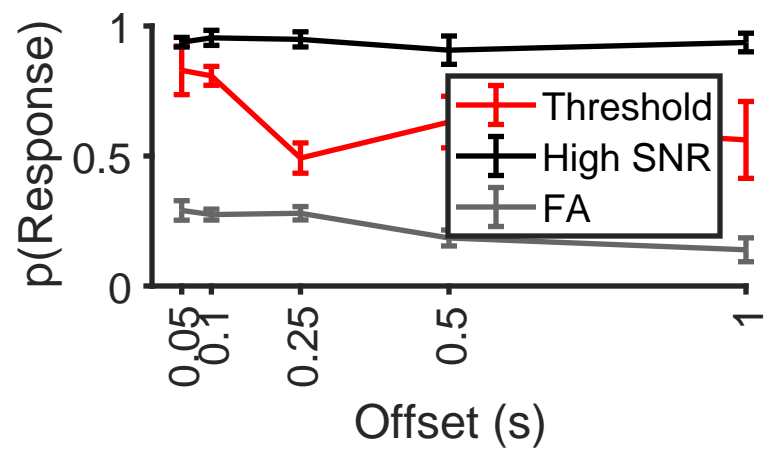 p(Response)
1
0.5
0
Threshold
High SNR
FA
0.05
0.1
0.25
0.5
1
Offset (s)